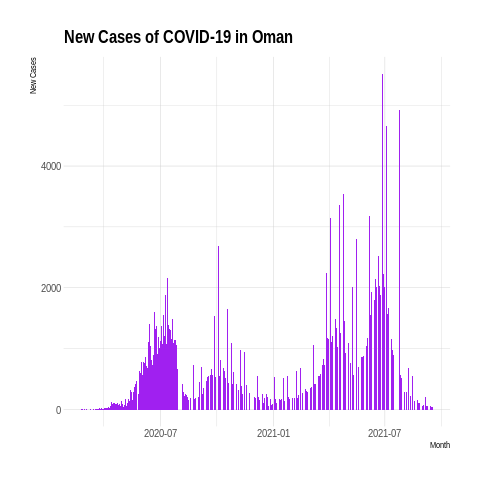 New Cases of COVID-19 in Oman
New Cases
4000
2000
0
2020-07
2021-01
2021-07
Month